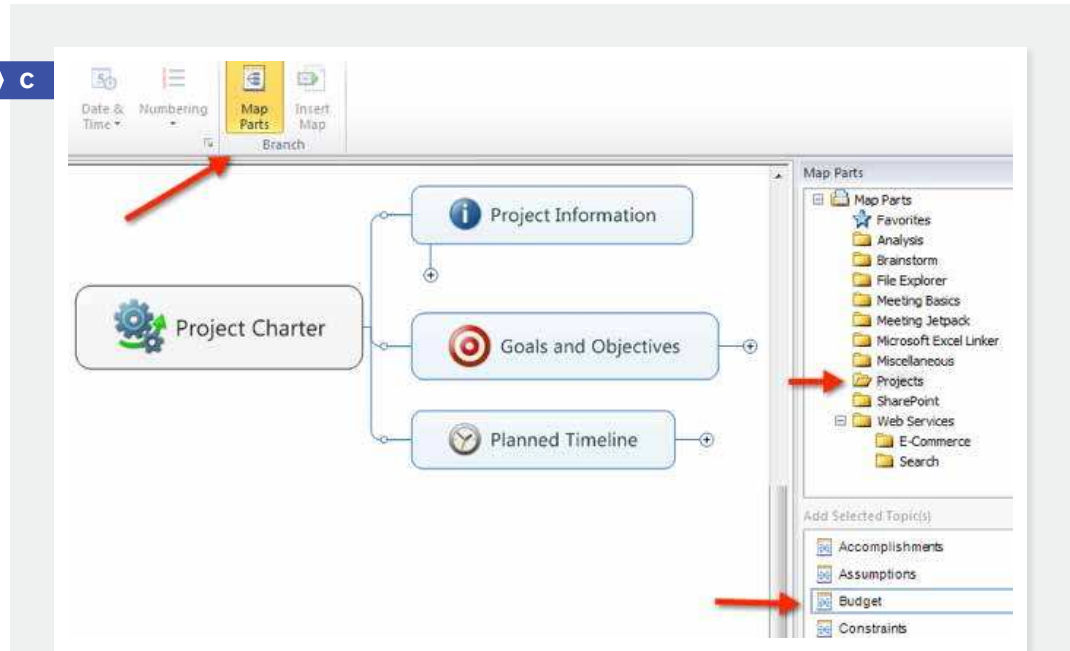 C
Date & Time
Numbering
Map Parts
Insert Map
Branch
Project Charter
Project Information
Goals and Objectives
Planned Timeline
Map Parts
Map Parts
Favorites
Analysis
Brainstorm
File Explorer
Meeting Basics
Meeting Jetpack
Microsoft Excel Linker
Miscellaneous
Projects
SharePoint
Web Services
E-Commerce
Search
Add Selected Topic(s)
Accomplishments
Assumptions
Budget
Constraints